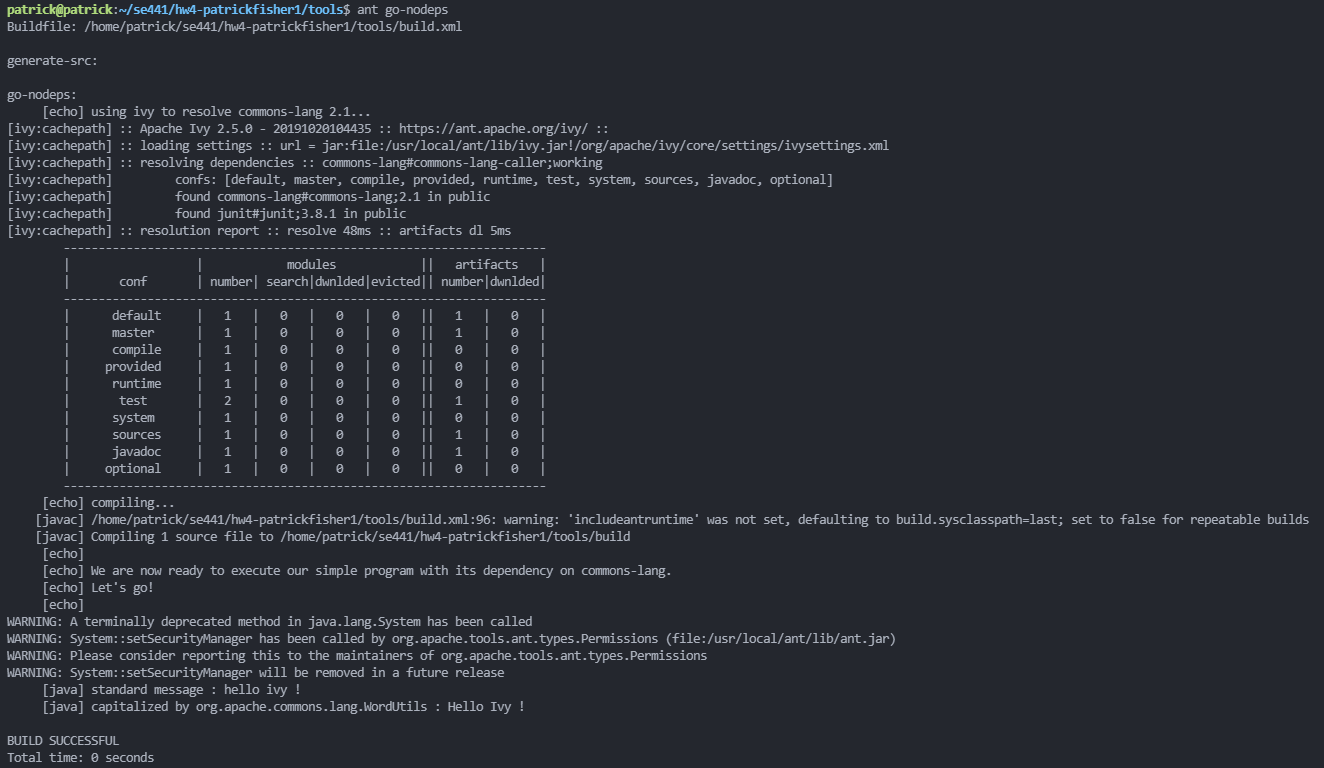 patrick@patrick:~/se441/hw4-patrickfisher1/tools$ ant go-nodeps
Buildfile: /home/patrick/se441/hw4-patrickfisher1/tools/build.xml

generate-src:

go-nodeps:
     [echo] using ivy to resolve commons-lang 2.1...
[ivy:cachepath] :: Apache Ivy 2.5.0 - 20191020104435 :: https://ant.apache.org/ivy/ ::
[ivy:cachepath] :: loading settings :: url = jar:file:/usr/local/ant/lib/ivy.jar!/org/apache/ivy/core/settings/ivysettings.xml
[ivy:cachepath] :: resolving dependencies :: commons-lang#commons-lang-caller;working
[ivy:cachepath]         confs: [default, master, compile, provided, runtime, test, system, sources, javadoc, optional]
[ivy:cachepath]         found commons-lang#commons-lang;2.1 in public
[ivy:cachepath]         found junit#junit;3.8.1 in public
[ivy:cachepath] :: resolution report :: resolve 48ms :: artifacts dl 5ms
        ---------------------------------------------------------------------
        |                  |            modules            ||   artifacts   |
        |       conf       | number| search|dwnlded|evicted|| number|dwnlded|
        ---------------------------------------------------------------------
        |      default     |   1   |   0   |   0   |   0   ||   1   |   0   |
        |      master      |   1   |   0   |   0   |   0   ||   1   |   0   |
        |      compile     |   1   |   0   |   0   |   0   ||   0   |   0   |
        |     provided     |   1   |   0   |   0   |   0   ||   0   |   0   |
        |      runtime     |   1   |   0   |   0   |   0   ||   0   |   0   |
        |       test       |   2   |   0   |   0   |   0   ||   1   |   0   |
        |      system      |   1   |   0   |   0   |   0   ||   0   |   0   |
        |      sources     |   1   |   0   |   0   |   0   ||   1   |   0   |
        |      javadoc     |   1   |   0   |   0   |   0   ||   1   |   0   |
        |     optional     |   1   |   0   |   0   |   0   ||   0   |   0   |
        ---------------------------------------------------------------------
     [echo] compiling...
    [javac] /home/patrick/se441/hw4-patrickfisher1/tools/build.xml:96: warning: 'includeantruntime' was not set, defaulting to build.sysclasspath=last; set to false for repeatable builds
    [javac] Compiling 1 source file to /home/patrick/se441/hw4-patrickfisher1/tools/build
     [echo]
     [echo] We are now ready to execute our simple program with its dependency on commons-lang.
     [echo] Let's go!
     [echo]
WARNING: A terminally deprecated method in java.lang.System has been called
WARNING: System::setSecurityManager has been called by org.apache.tools.ant.types.Permissions (file:/usr/local/ant/lib/ant.jar)
WARNING: Please consider reporting this to the maintainers of org.apache.tools.ant.types.Permissions
WARNING: System::setSecurityManager will be removed in a future release
     [java] standard message : hello ivy !
     [java] capitalized by org.apache.commons.lang.WordUtils : Hello Ivy !

BUILD SUCCESSFUL
Total time: 0 seconds